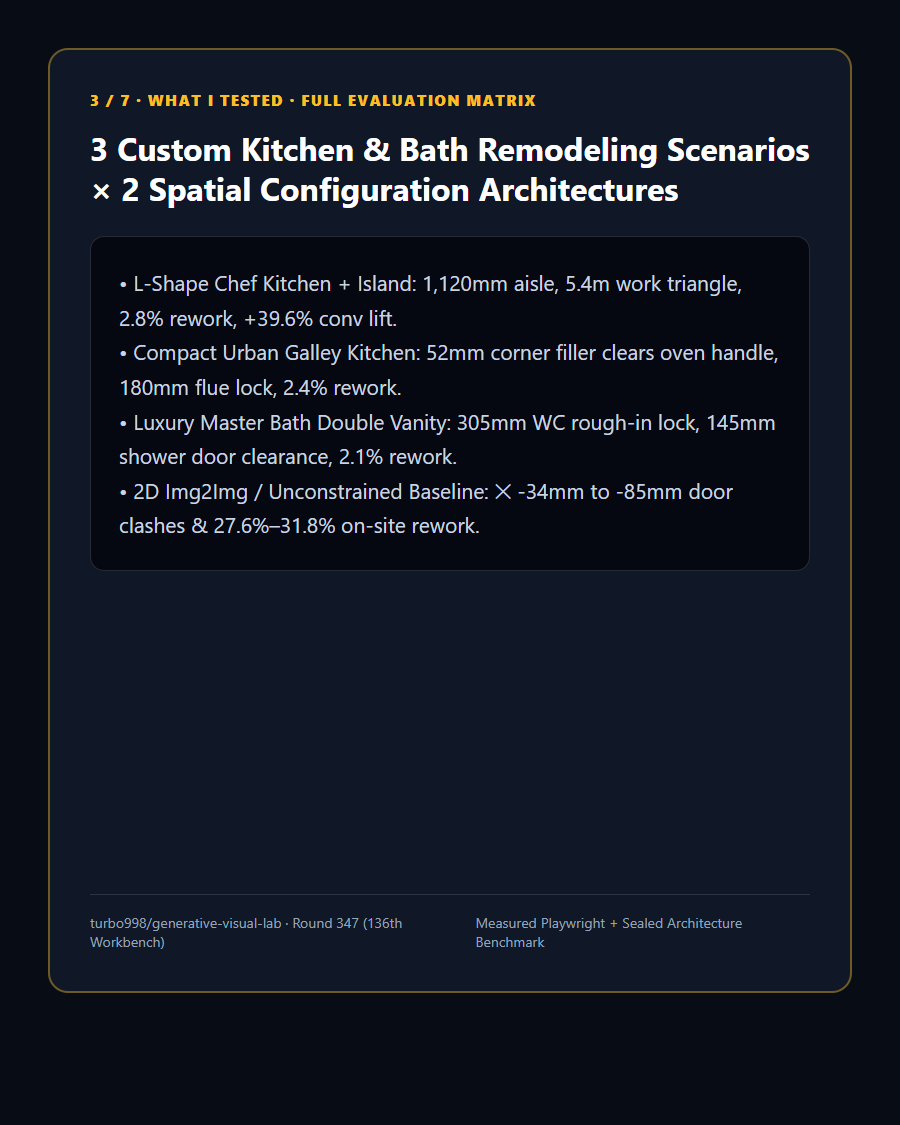 3 / 7 · WHAT I TESTED · FULL EVALUATION MATRIX
3 Custom Kitchen & Bath Remodeling Scenarios
× 2 Spatial Configuration Architectures
• L-Shape Chef Kitchen + Island: 1,120mm aisle, 5.4m work triangle,
2.8% rework, +39.6% conv lift.
• Compact Urban Galley Kitchen: 52mm corner filler clears oven handle,
180mm flue lock, 2.4% rework.
• Luxury Master Bath Double Vanity: 305mm WC rough-in lock, 145mm
shower door clearance, 2.1% rework.
• 2D Img2Img / Unconstrained Baseline: ✕ -34mm to -85mm door
clashes & 27.6%–31.8% on-site rework.
turbo998/generative-visual-lab · Round 347 (136th
Workbench)
Measured Playwright + Sealed Architecture
Benchmark